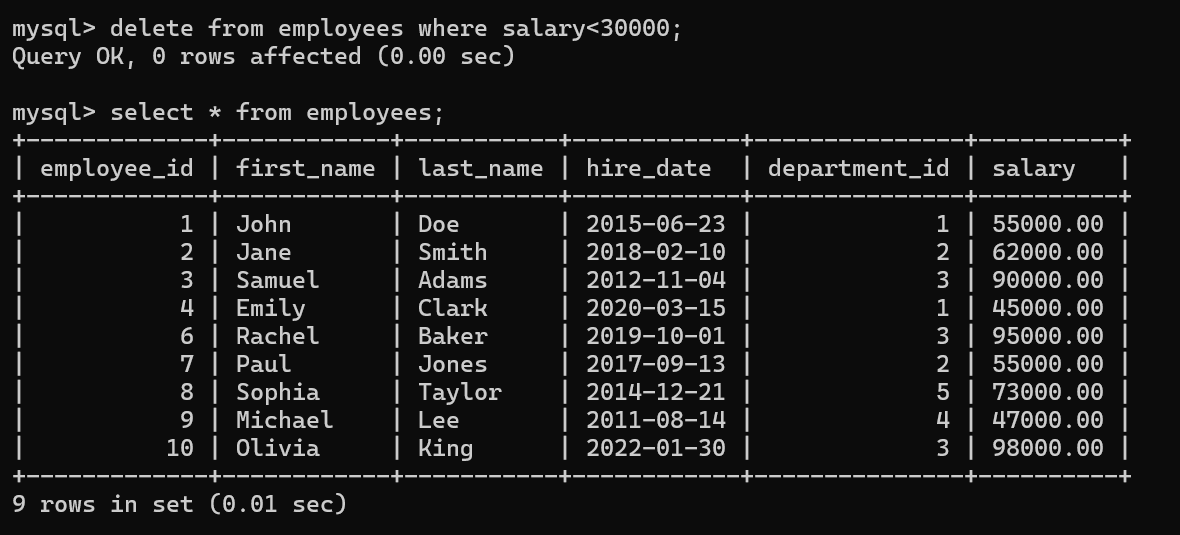 mysql> delete from employees where salary<30000;
Query OK, 0 rows affected (0.00 sec)

mysql> select * from employees;
+-------------+------------+-----------+------------+---------------+----------+
| employee_id | first_name | last_name | hire_date  | department_id | salary   |
+-------------+------------+-----------+------------+---------------+----------+
|           1 | John       | Doe       | 2015-06-23 |             1 | 55000.00 |
|           2 | Jane       | Smith     | 2018-02-10 |             2 | 62000.00 |
|           3 | Samuel     | Adams     | 2012-11-04 |             3 | 90000.00 |
|           4 | Emily      | Clark     | 2020-03-15 |             1 | 45000.00 |
|           6 | Rachel     | Baker     | 2019-10-01 |             3 | 95000.00 |
|           7 | Paul       | Jones     | 2017-09-13 |             2 | 55000.00 |
|           8 | Sophia     | Taylor    | 2014-12-21 |             5 | 73000.00 |
|           9 | Michael    | Lee       | 2011-08-14 |             4 | 47000.00 |
|          10 | Olivia     | King      | 2022-01-30 |             3 | 98000.00 |
+-------------+------------+-----------+------------+---------------+----------+
9 rows in set (0.01 sec)